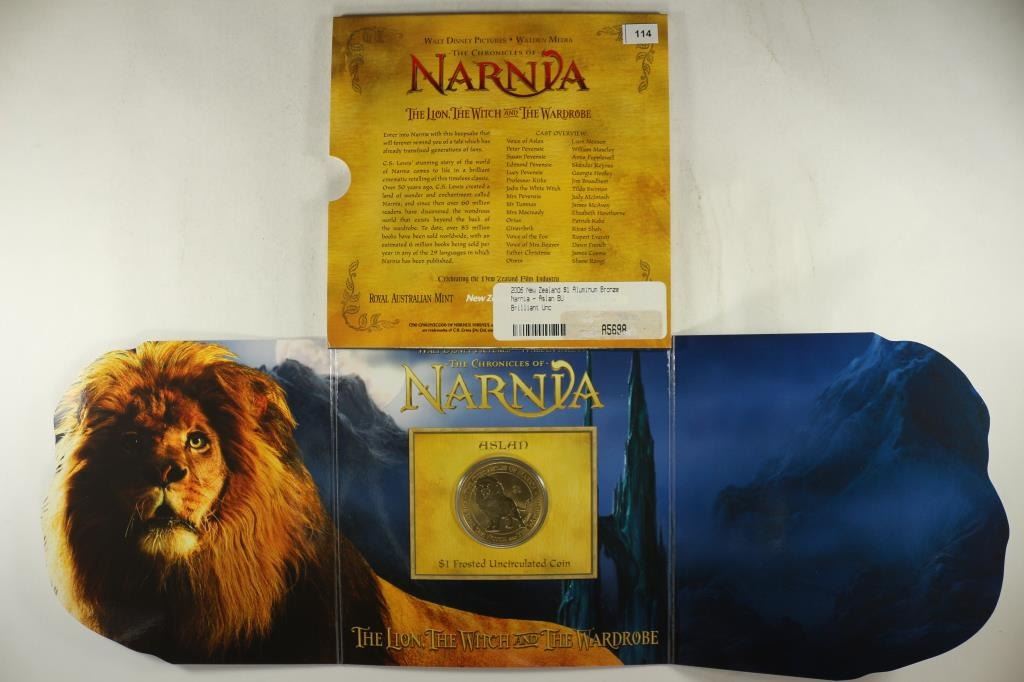 114
WALT DISNEY PICTURES • WALDEN MEDIA
THE CHRONICLES OF
NARNIA
THE LION, THE WITCH AND THE WARDROBE
Enter into Narnia with this keepsake that
will forever remind you of a tale which has
already transfixed generations of fans.
C.S. Lewis' stunning story of the world
of Narnia comes to life in a brilliant
cinematic retelling of this timeless classic.
Over 50 years ago, C.S. Lewis created a
land of wonder and enchantment called
Narnia; and since then over 60 million
readers have discovered the wondrous
world that exists beyond the back of
the wardrobe. To date, over 85 million
books have been sold worldwide, with an
estimated 6 million books being sold per
year in any of the 29 languages in which
Narnia has been published.
CAST OVERVIEW
Voice of Aslan Liam Neeson
Peter Pevensie William Moseley
Susan Pevensie Anna Popplewell
Edmund Pevensie Skandar Keynes
Lucy Pevensie Georgie Henley
Professor Kirke Jim Broadbent
Jadis the White Witch Tilda Swinton
Mrs Pevensie Judy McIntosh
Mr Tumnus James McAvoy
Mrs Macready Elizabeth Hawthorne
Oreius Patrick Kake
Ginarrbrik Kiran Shah
Voice of the Fox Rupert Everett
Voice of Mrs Beaver Dawn French
Father Christmas James Cosmo
Otmin Shane Rangi
Celebrating the New Zealand Film Industry
ROYAL AUSTRALIAN MINT New Z
2006 New Zealand $1 Aluminum Bronze
Narnia - Aslan BU
Brilliant Unc
A569A
THE CHRONICLES OF
NARNIA
ASLAN
$1 Frosted Uncirculated Coin
THE LION, THE WITCH AND THE WARDROBE